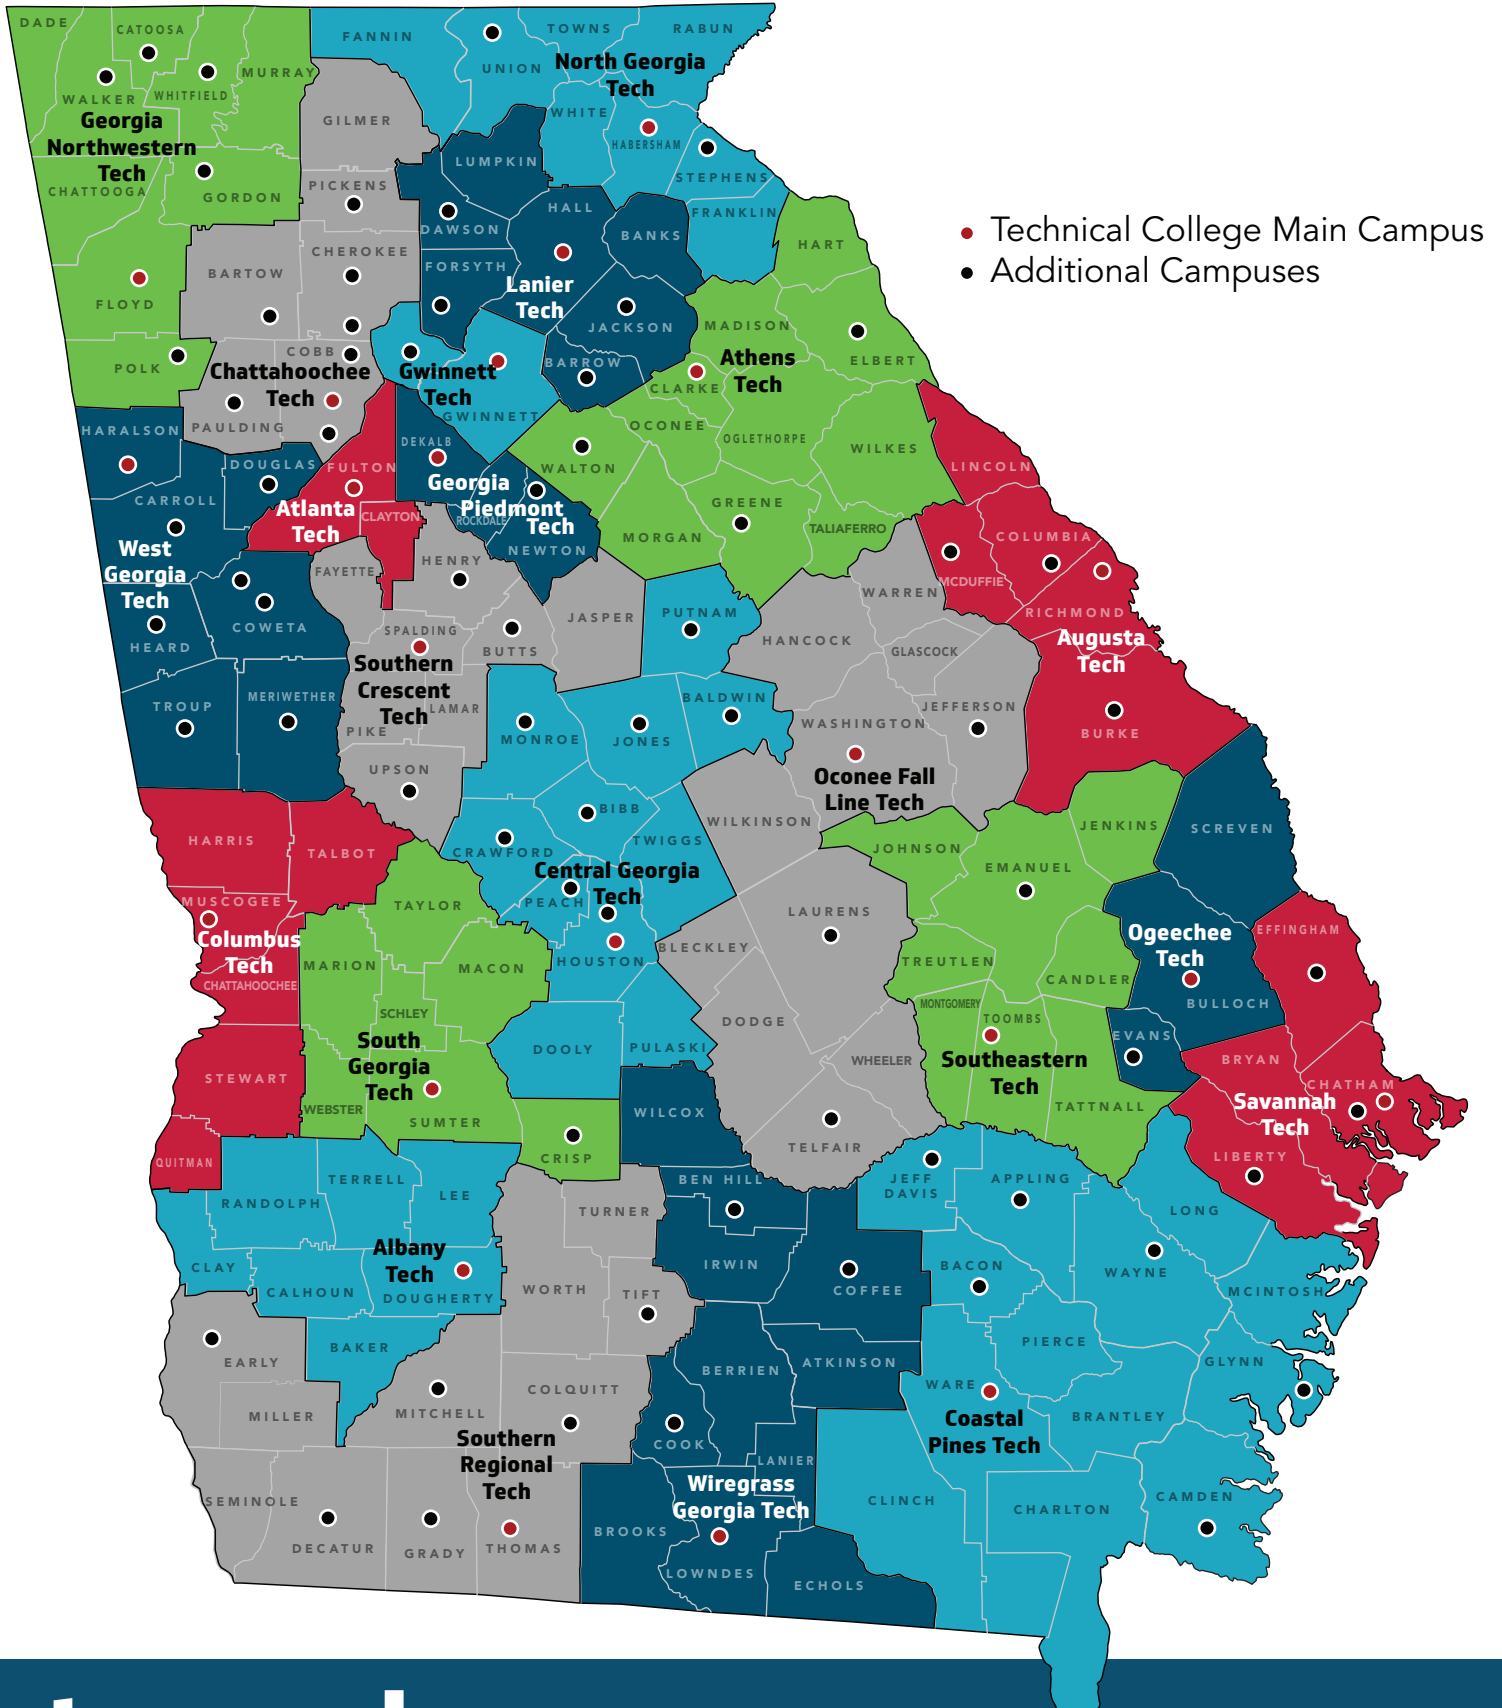 DADE
CATOOSA
FANNIN
TOWNS
RABUN
UNION
North Georgia
Tech
MURRAY
WALKER
WHITFIELD
Georgia
Northwestern
Tech
GILMER
WHITE
HABERSHAM
LUMPKIN
STEPHENS
CHATTOOGA
GORDON
PICKENS
HALL
FRANKLIN
DAWSON
BANKS
HART
• Technical College Main Campus
• Additional Campuses
CHEROKEE
BARTOW
FORSYTH
Lanier
Tech
FLOYD
JACKSON
MADISON
ELBERT
COBB
Chattahoochee
Tech
Gwinnett
Tech
GWINNETT
BARROW
Athens
Tech
CLARKE
POLK
HARALSON
PAULDING
OCONEE
OGLETHORPE
WILKES
DEKALB
DOUGLAS
FULTON
WALTON
LINCOLN
Georgia
Piedmont
Tech
ROCKDALE
CARROLL
Atlanta
Tech
CLAYTON
GREENE
TALIAFERRO
COLUMBIA
MORGAN
NEWTON
West
Georgia
Tech
FAYETTE
HENRY
MCDUFFIE
WARREN
RICHMOND
Augusta
Tech
HEARD
COWETA
SPALDING
BUTTS
JASPER
PUTNAM
HANCOCK
GLASCOCK
Southern
Crescent
Tech
TROUP
MERIWETHER
LAMAR
PIKE
BALDWIN
WASHINGTON
JEFFERSON
MONROE
JONES
BURKE
UPSON
Oconee Fall
Line Tech
BIBB
TWIGGS
WILKINSON
JENKINS
SCREVEN
HARRIS
TALBOT
CRAWFORD
JOHNSON
EMANUEL
Central Georgia
Tech
PEACH
MUSCOGEE
TAYLOR
LAURENS
Columbus
Tech
CHATTAHOOCHEE
MARION
MACON
HOUSTON
BLECKLEY
TREUTLEN
CANDLER
Ogeechee
Tech
BULLOCH
EFFINGHAM
SCHLEY
South
Georgia
Tech
DODGE
MONTGOMERY
TOOMBS
EVANS
DOOLY
PULASKI
WHEELER
Southeastern
Tech
BRYAN
STEWART
CHATHAM
Savannah
Tech
WEBSTER
SUMTER
WILCOX
TATTNALL
CRISP
TELFAIR
LIBERTY
QUITMAN
RANDOLPH
TERRELL
LEE
TURNER
BEN HILL
JEFF
DAVIS
APPLING
LONG
CLAY
CALHOUN
Albany
Tech
DOUGHERTY
WORTH
TIFT
IRWIN
COFFEE
BACON
WAYNE
MCINTOSH
EARLY
BAKER
BERRIEN
ATKINSON
PIERCE
GLYNN
MILLER
MITCHELL
COLQUITT
WARE
BRANTLEY
Southern
Regional
Tech
COOK
LANIER
Coastal
Pines Tech
SEMINOLE
Wiregrass
Georgia Tech
CLINCH
CHARLTON
CAMDEN
DECATUR
GRADY
THOMAS
BROOKS
LOWNDES
ECHOLS